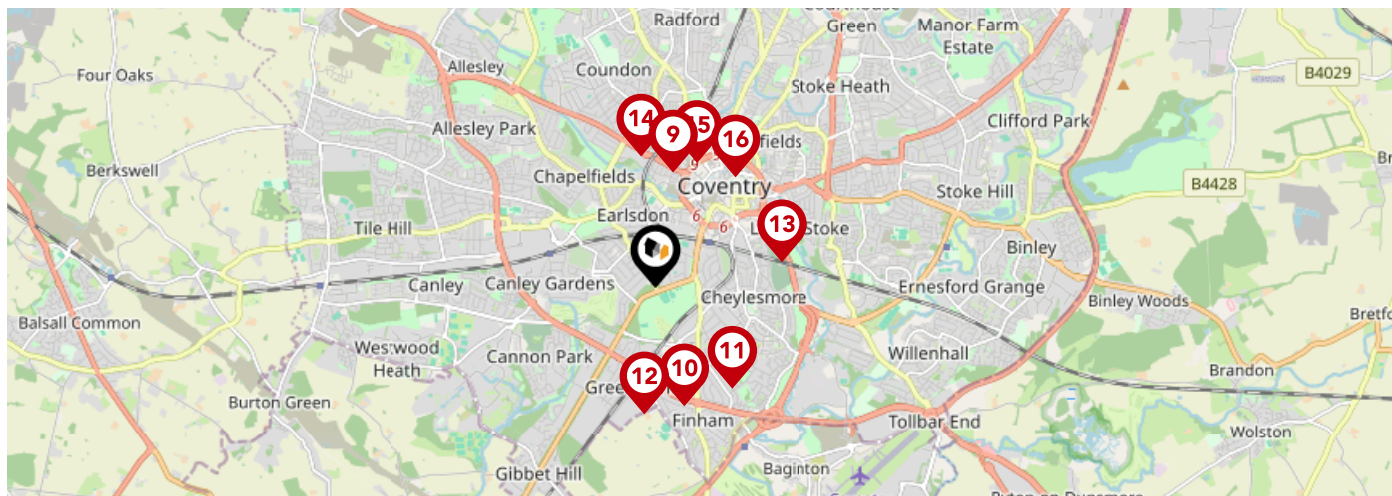 Radford
Green
Manor Farm
Estate
Allesley
Four Oaks
Coundon
B4029
Stoke Heath
14
9
15
16
Allesley Park
fields
Clifford Park
Berkswell
Chapelfields
9
Coventry
Stoke Hill
B4428
Earlsdon
6
6
13
Stoke
Tile Hill
Binley
Canley
Canley Gardens
Cheylesmore
Ernesford Grange
Binley Woods
Balsall Common
Westwood
Heath
Cannon Park
11
Willenhall
12
10
Brandon
Burton Green
Finham
Tollbar End
Wolston
Gibbet Hill
Baginton